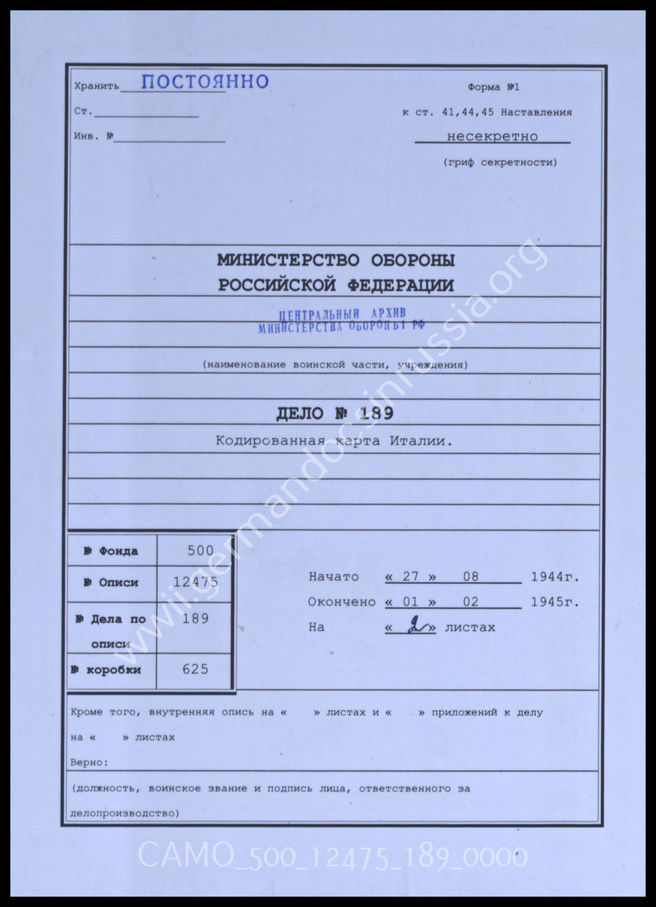 Хранить ПОСТОЯННО
Форма №1
Ст.
к ст. 41,44,45 Наставления
Инв. №
несекретно
(гриф секретности)
МИНИСТЕРСТВО ОБОРОНЫ
РОССИЙСКОЙ ФЕДЕРАЦИИ
ЦЕНТРАЛЬНЫЙ АРХИВ
МИНИСТЕРСТВА ОБОРОНЫ РФ
(наименование воинской части, учреждения)
ДЕЛО № 189
Кодированная карта Италии.
№ Фонда 500
№ Описи 12475
№ Дела по описи 189
№ коробки 625
Начато « 27 » 08 1944г.
Окончено « 01 » 02 1945г.
На « 2 » листах
Кроме того, внутренняя опись на « » листах и « » приложений к делу
на « » листах
Верно:
(должность, воинское звание и подпись лица, ответственного за
делопроизводство)
www.germandocsinrussia.org
CAMO_500_12475_189_0000